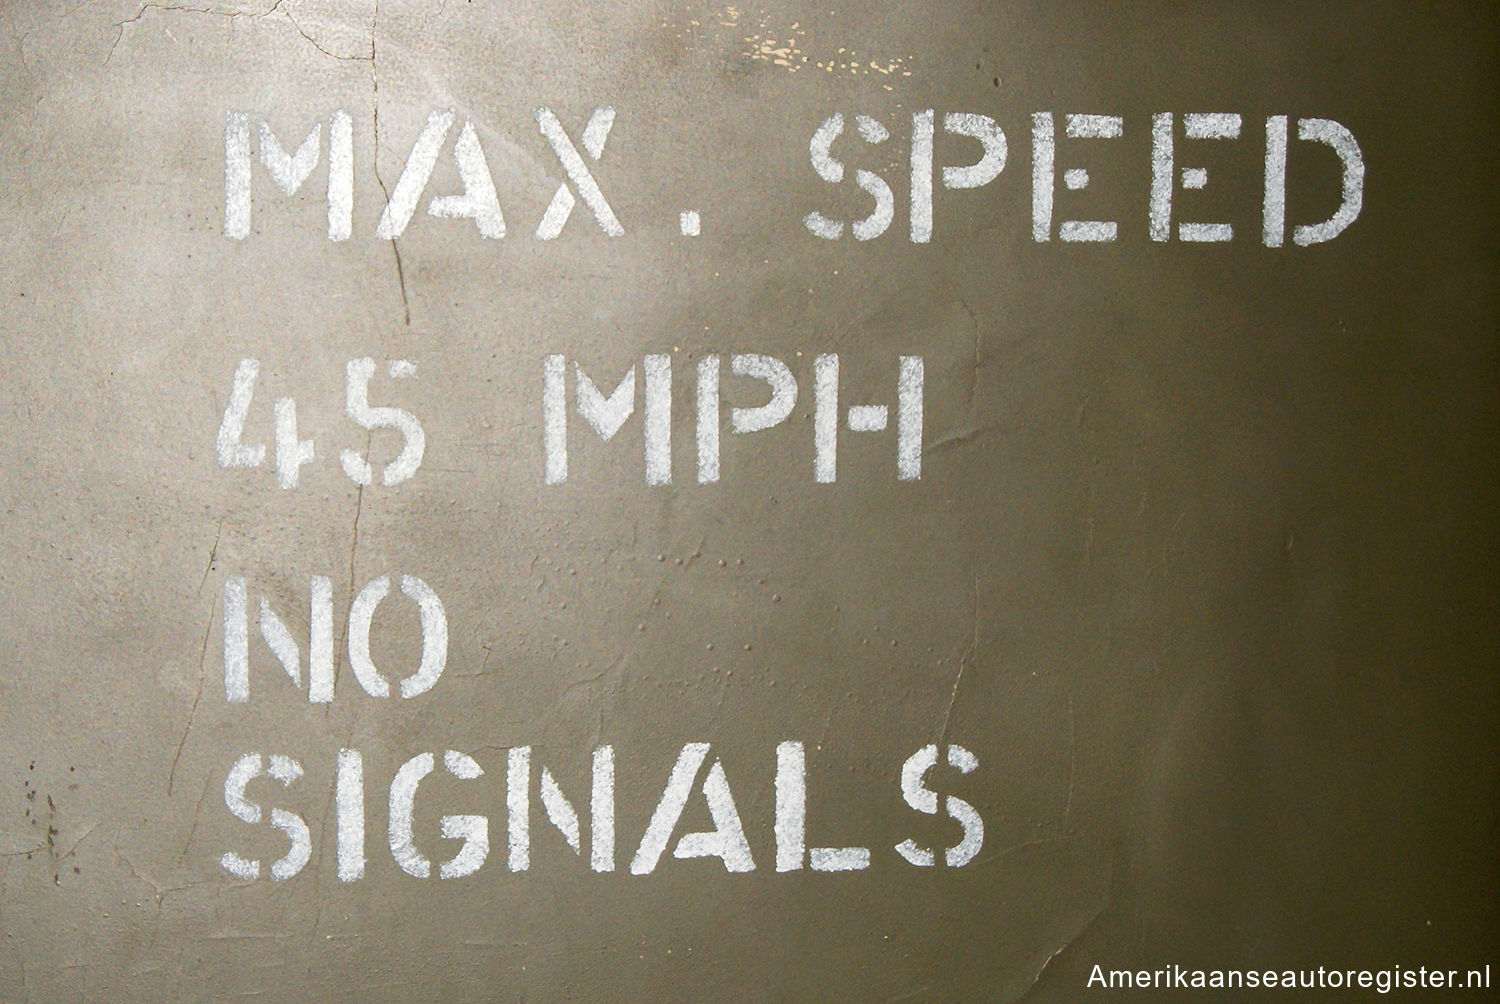 MAX. SPEED
45 MPH
NO
SIGNALS
Amerikaanseautoregister.nl